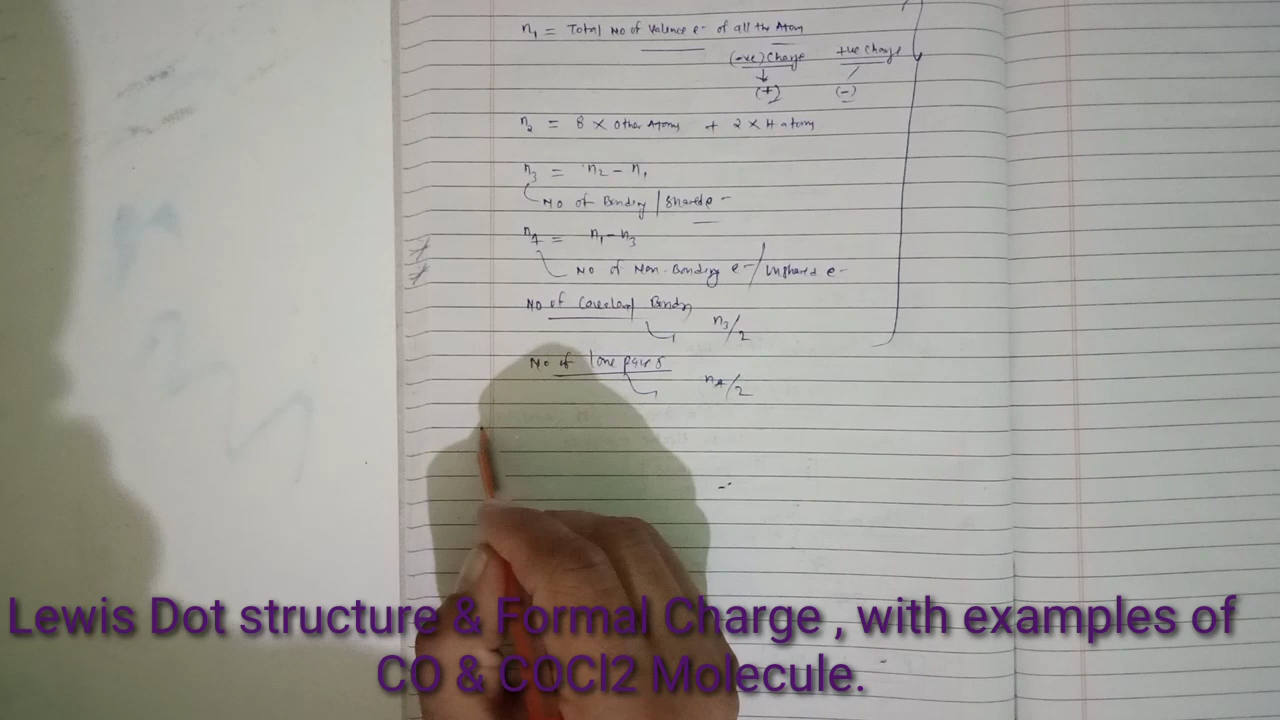 n1 = Total No of Valence e- of all the Atom
(-ve) Charge +ve Charge
(+) (-)
n2 = 8 × Other Atoms + 2 × H atoms
n3 = n2 - n1
No of Bonding / Shared e-
n4 = n1 - n3
No of Non-Bonding e- / Unshared e-
No of Covalent Bonds
n3/2
No of lone pairs
n4/2
Lewis Dot structure & Formal Charge , with examples of
CO & COCl2 Molecule.